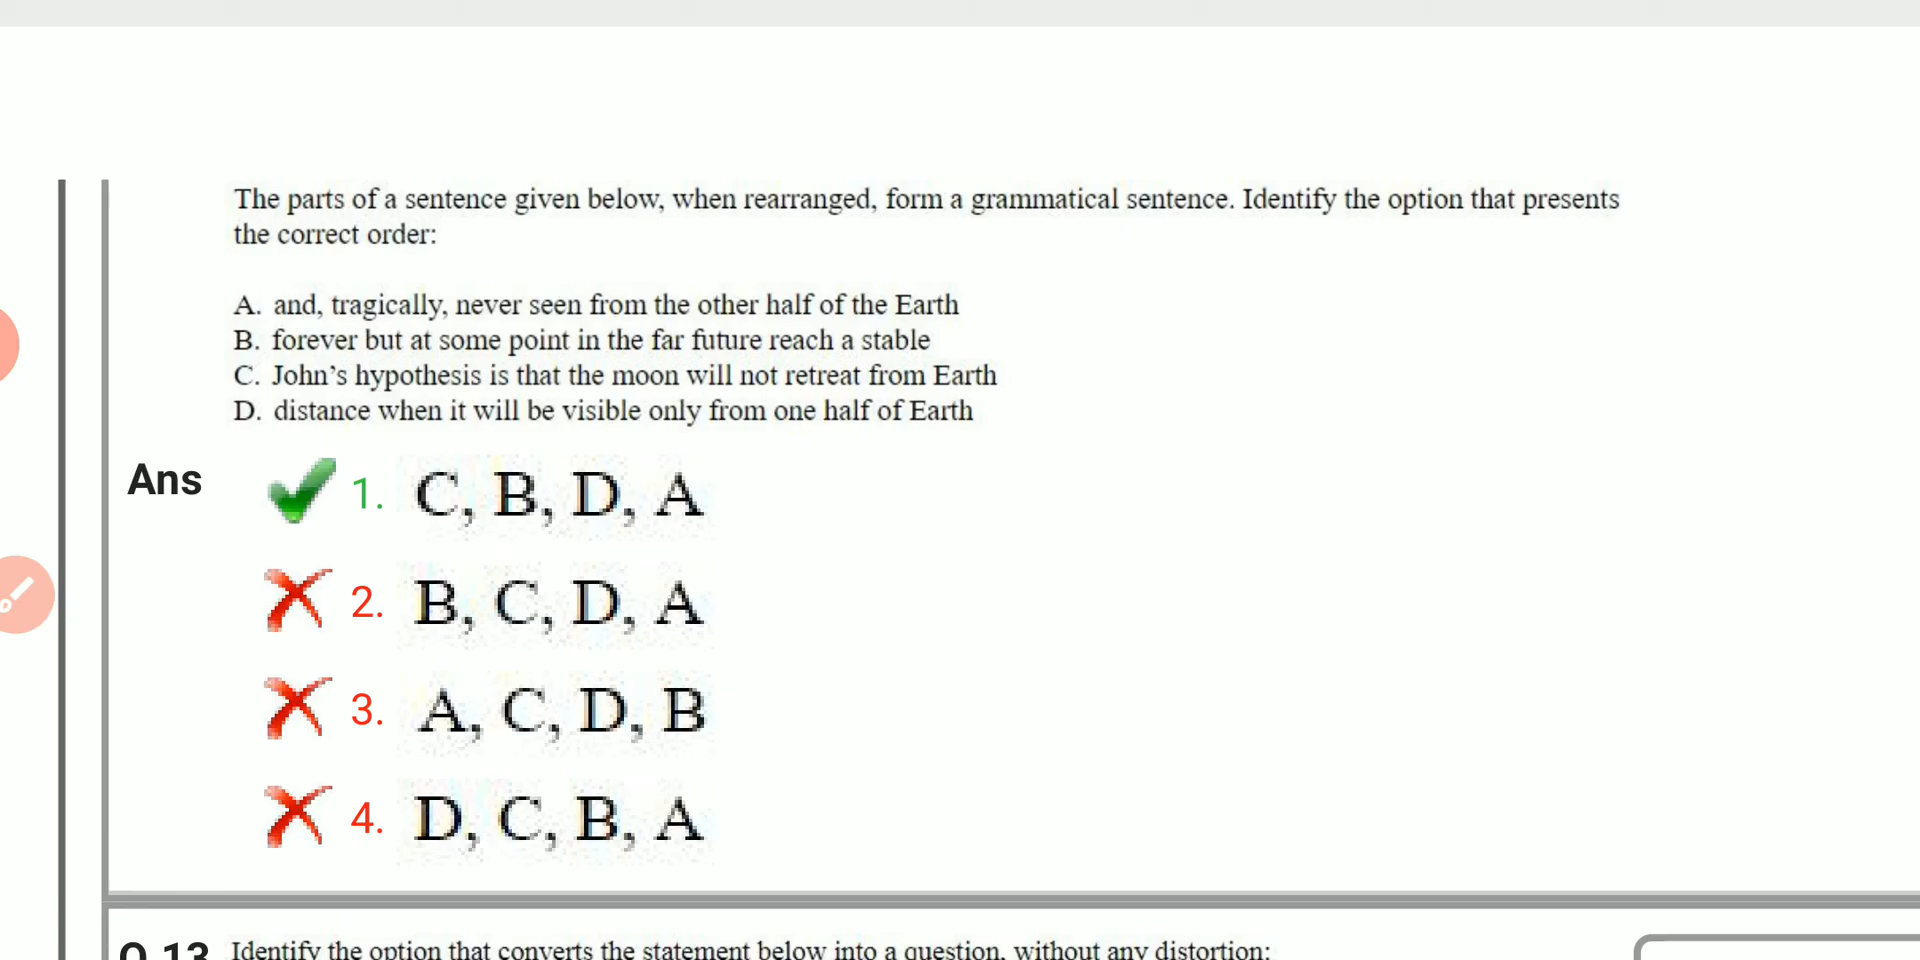 The parts of a sentence given below, when rearranged, form a grammatical sentence. Identify the option that presents
the correct order:
A. and, tragically, never seen from the other half of the Earth
B. forever but at some point in the far future reach a stable
C. John’s hypothesis is that the moon will not retreat from Earth
D. distance when it will be visible only from one half of Earth
Ans 1. C, B, D, A
2. B, C, D, A
3. A, C, D, B
4. D, C, B, A
Q.13 Identify the option that converts the statement below into a question, without any distortion: